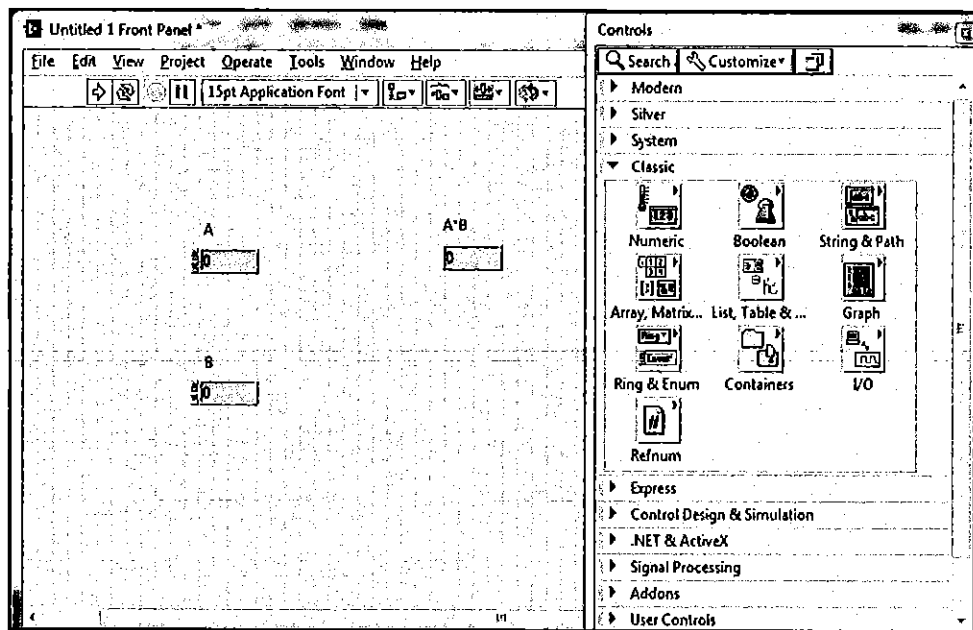 Untitled 1 Front Panel *
File Edit View Project Operate Tools Window Help
15pt Application Font
A
0
A*B
0
B
0
Controls
Search Customize
Modern
Silver
System
Classic
Numeric Boolean String & Path
Array, Matrix... List, Table & ... Graph
Ring & Enum Containers I/O
Refnum
Express
Control Design & Simulation
.NET & ActiveX
Signal Processing
Addons
User Controls